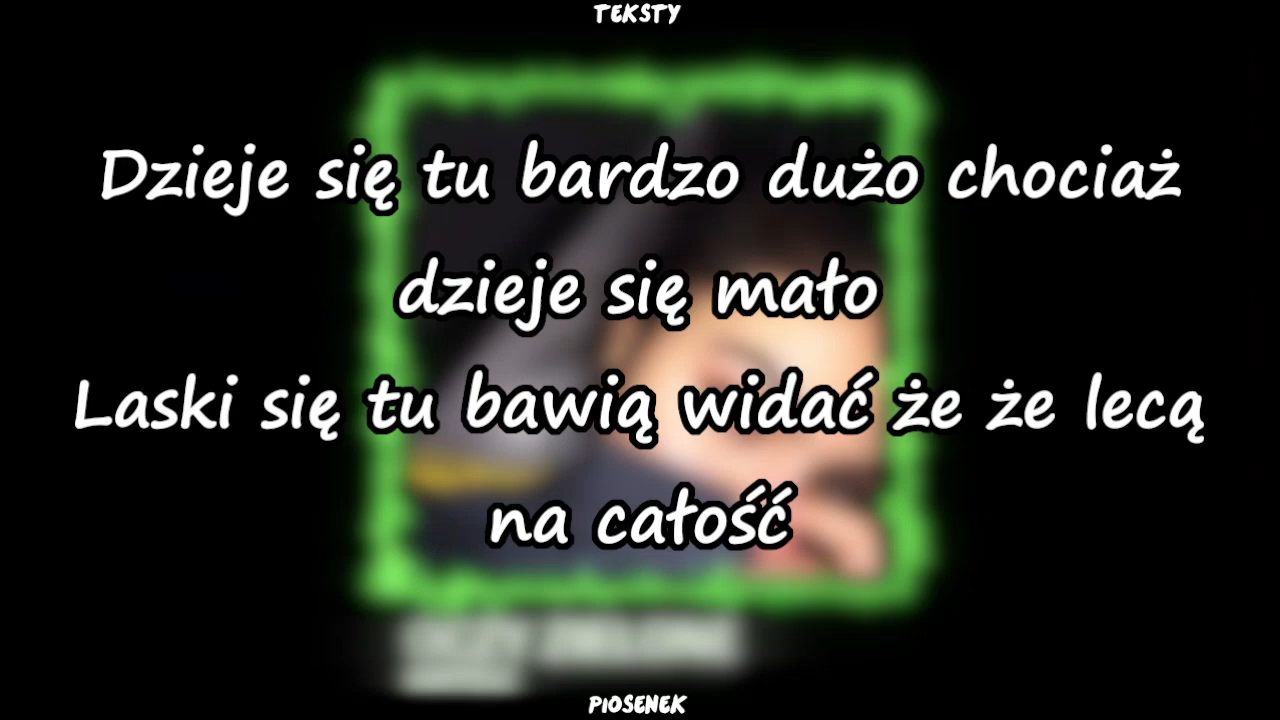 TEKSTY
Dzieje się tu bardzo dużo chociaż
dzieje się mało
Laski się tu bawią widać że że lecą
na całość
PIOSENEK